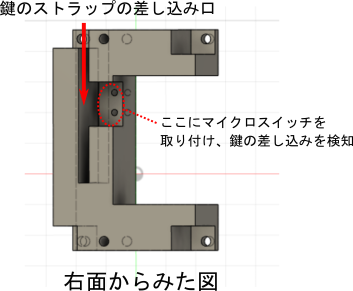 鍵のストラップの差し込み口
ここにマイクロスイッチを
取り付け、鍵の差し込みを検知
右面からみた図